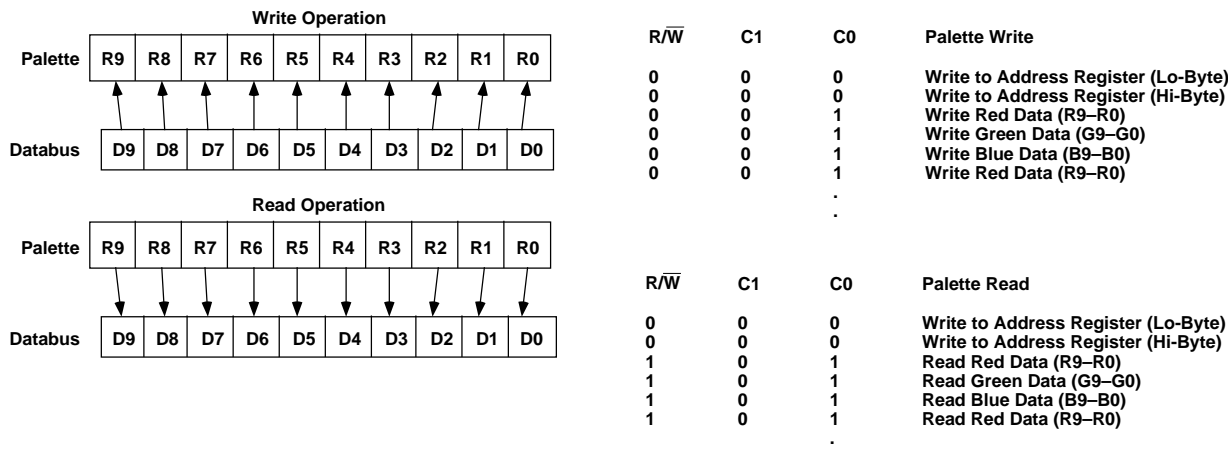 Write Operation
Palette R9 R8 R7 R6 R5 R4 R3 R2 R1 R0
Databus D9 D8 D7 D6 D5 D4 D3 D2 D1 D0
Read Operation
Palette R9 R8 R7 R6 R5 R4 R3 R2 R1 R0
Databus D9 D8 D7 D6 D5 D4 D3 D2 D1 D0
R/W̅ C1 C0 Palette Write
0 0 0 Write to Address Register (Lo-Byte)
0 0 0 Write to Address Register (Hi-Byte)
0 0 1 Write Red Data (R9–R0)
0 0 1 Write Green Data (G9–G0)
0 0 1 Write Blue Data (B9–B0)
0 0 1 Write Red Data (R9–R0)
.
.
R/W̅ C1 C0 Palette Read
0 0 0 Write to Address Register (Lo-Byte)
0 0 0 Write to Address Register (Hi-Byte)
1 0 1 Read Red Data (R9–R0)
1 0 1 Read Green Data (G9–G0)
1 0 1 Read Blue Data (B9–B0)
1 0 1 Read Red Data (R9–R0)
.